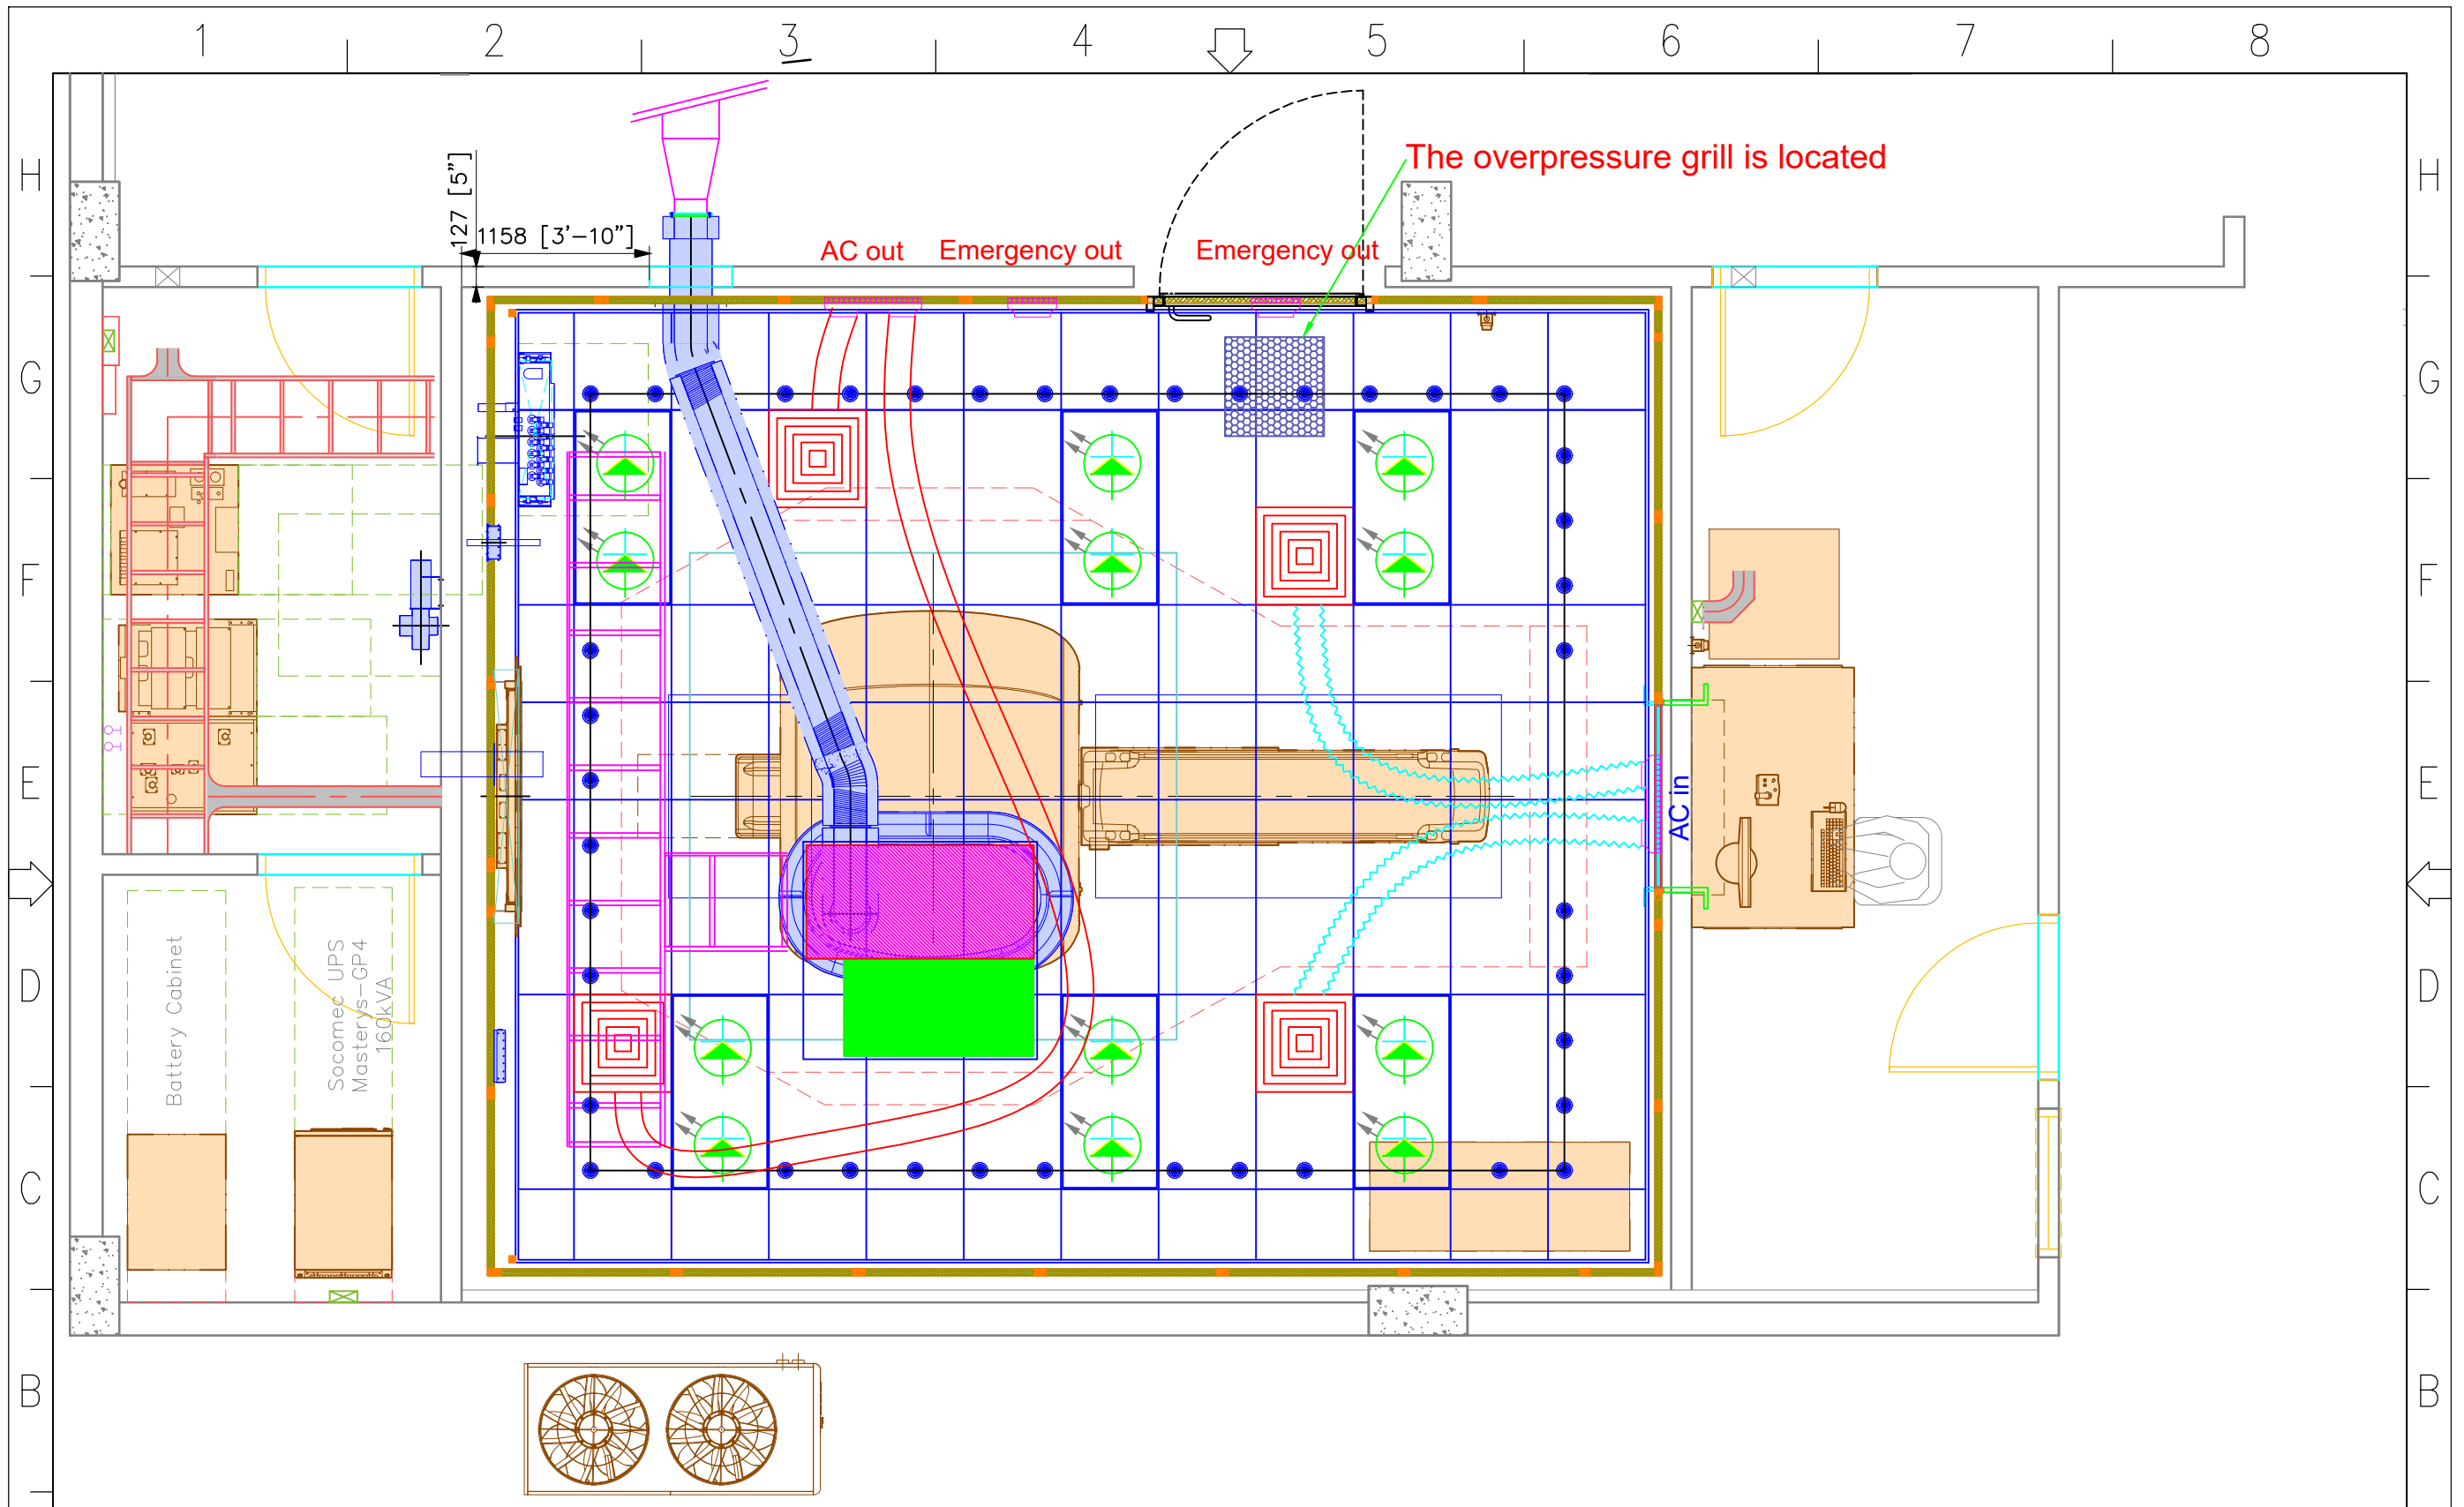 1 2 3 4 5 6 7 8
H H
The overpressure grill is located
127 [5"]
1158 [3'-10"]
AC out Emergency out Emergency out
G G
F F
E E
AC in
D D
Battery Cabinet
Socomec UPS
Masterys-GP4
160kVA
C C
B B